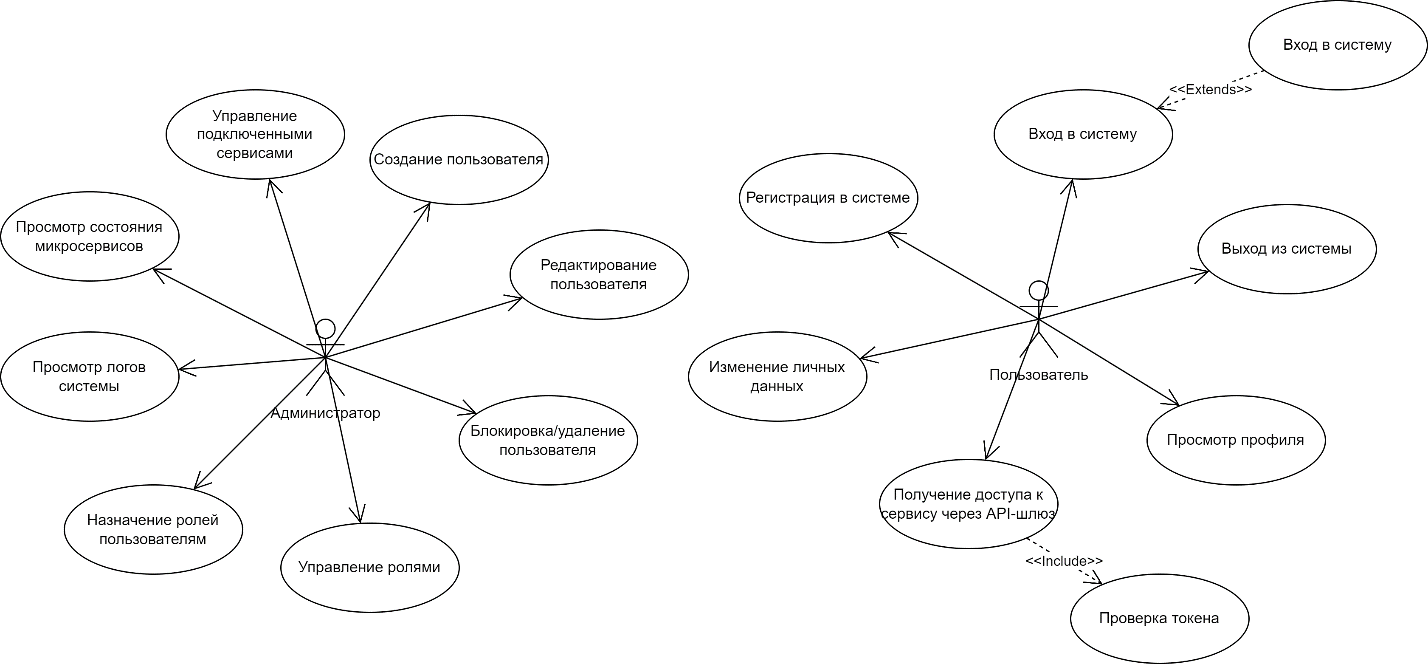 Управление
подключенными
сервисами
Создание пользователя
Просмотр состояния
микросервисов
Редактирование
пользователя
Просмотр логов
системы
Администратор
Блокировка/удаление
пользователя
Назначение ролей
пользователям
Управление ролями
Вход в систему
<<Extends>>
Вход в систему
Регистрация в системе
Выход из системы
Изменение личных
данных
Пользователь
Просмотр профиля
Получение доступа к
сервису через API-шлюз
<<Include>>
Проверка токена